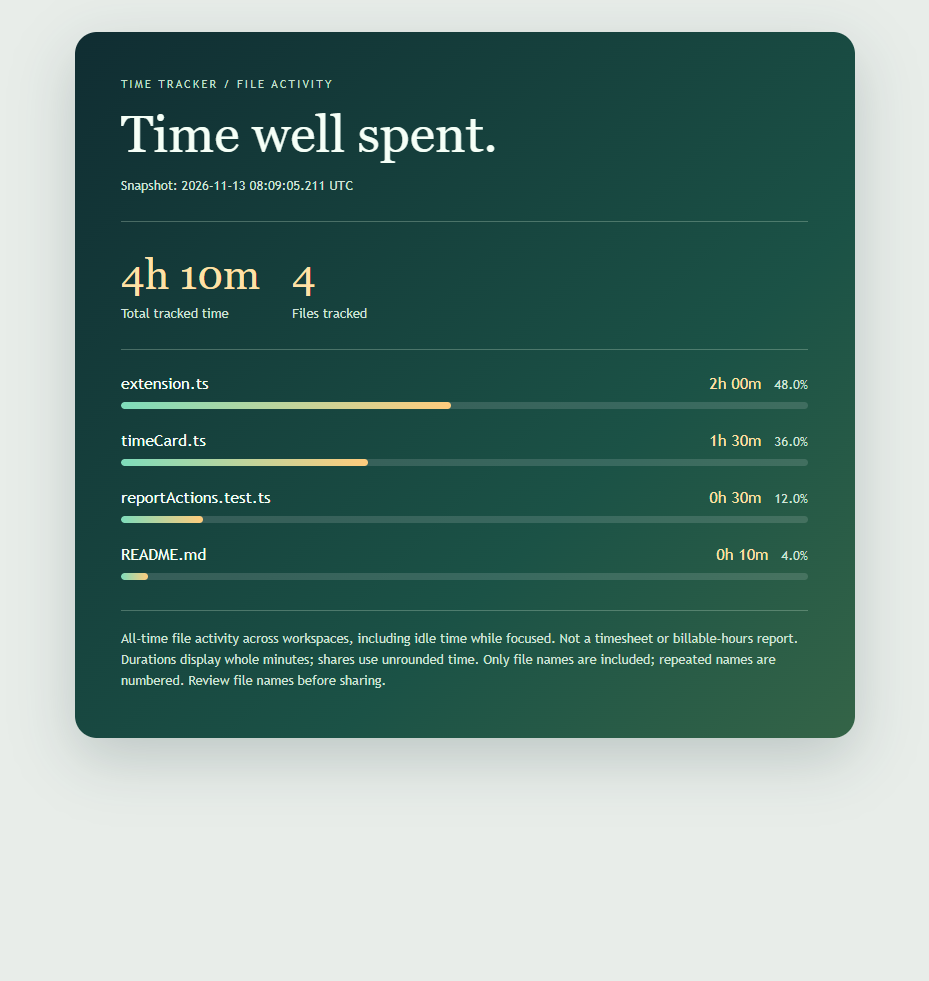 TIME TRACKER / FILE ACTIVITY
Time well spent.
Snapshot: 2026-11-13 08:09:05.211 UTC
4h 10m 4
Total tracked time Files tracked
extension.ts 2h 00m 48.0%
timeCard.ts 1h 30m 36.0%
reportActions.test.ts 0h 30m 12.0%
README.md 0h 10m 4.0%
All-time file activity across workspaces, including idle time while focused. Not a timesheet or billable-hours report.
Durations display whole minutes; shares use unrounded time. Only file names are included; repeated names are
numbered. Review file names before sharing.